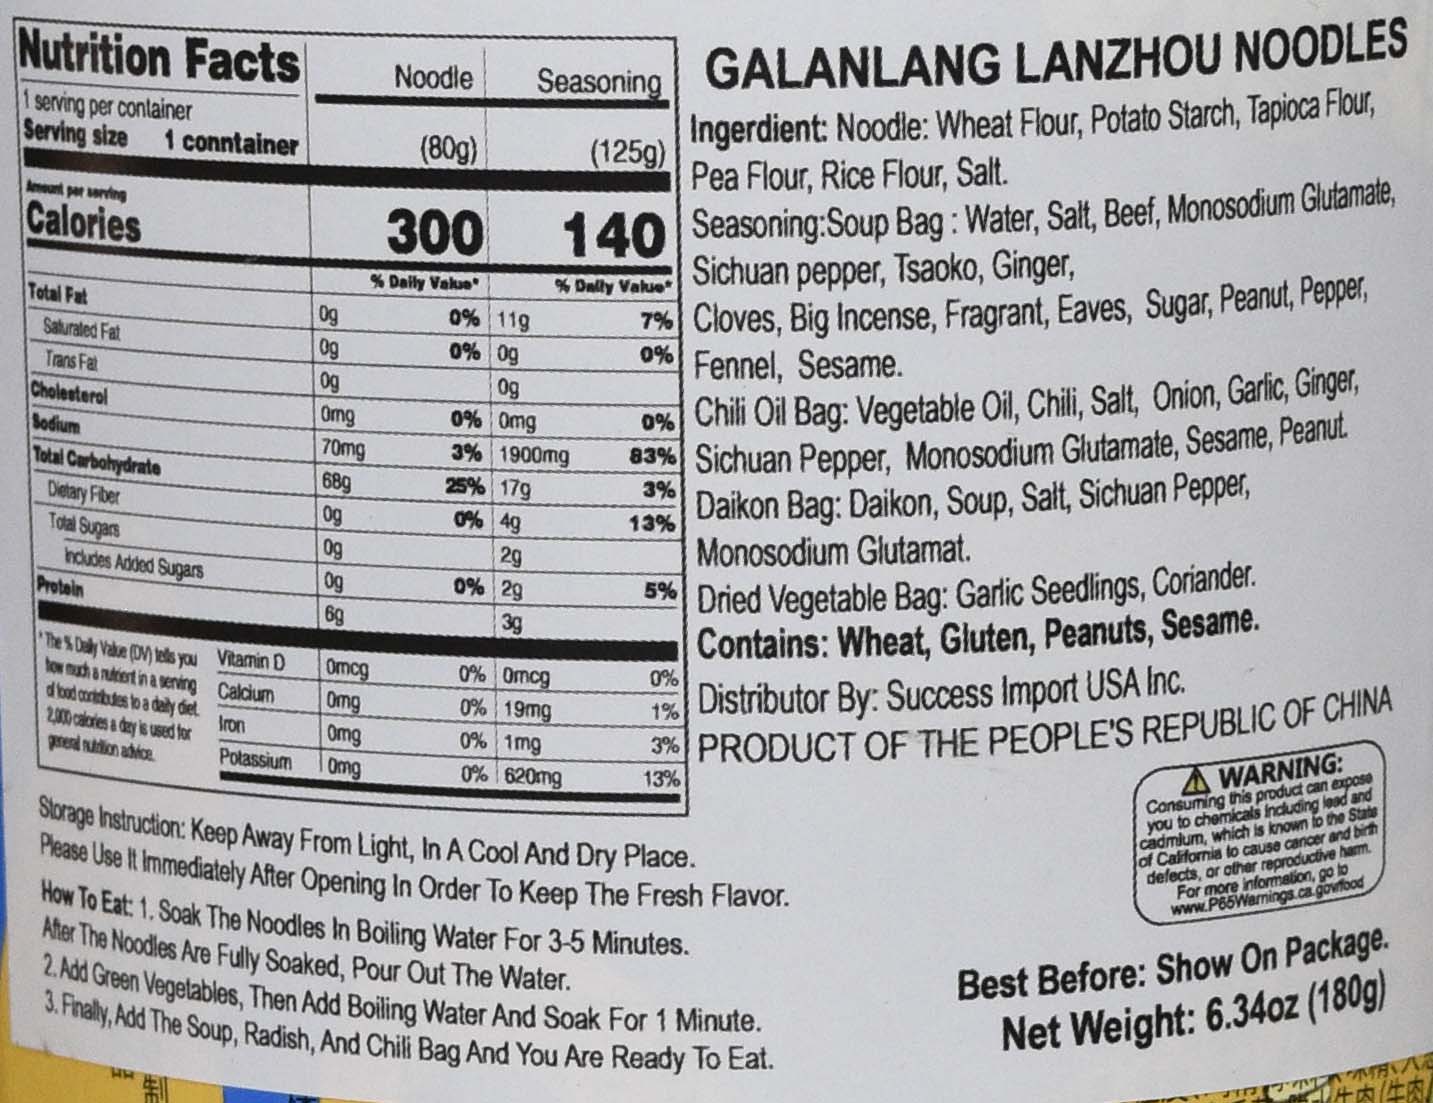 Nutrition Facts
Noodle Seasoning
1 serving per container
Serving size 1 conntainer (80g) (125g)
Amount per serving
Calories 300 140
% Daily Value* % Daily Value*
Total Fat 0g 0% 11g 7%
Saturated Fat 0g 0% 0g 0%
Trans Fat 0g 0g
Cholesterol 0mg 0% 0mg 0%
Sodium 70mg 3% 1900mg 83%
Total Carbohydrate 68g 25% 17g 3%
Dietary Fiber 0g 0% 4g 13%
Total Sugars 0g 2g
Includes Added Sugars 0g 0% 2g 5%
Protein 6g 3g
Vitamin D 0mcg 0% 0mcg 0%
Calcium 0mg 0% 19mg 1%
Iron 0mg 0% 1mg 3%
Potassium 0mg 0% 620mg 13%
*The % Daily Value (DV) tells you
how much a nutrient in a serving
of food contributes to a daily diet.
2,000 calories a day is used for
general nutrition advice.
Storage Instruction: Keep Away From Light, In A Cool And Dry Place.
Please Use It Immediately After Opening In Order To Keep The Fresh Flavor.
How To Eat: 1. Soak The Noodles In Boiling Water For 3-5 Minutes.
After The Noodles Are Fully Soaked, Pour Out The Water.
2. Add Green Vegetables, Then Add Boiling Water And Soak For 1 Minute.
3. Finally, Add The Soup, Radish, And Chili Bag And You Are Ready To Eat.
GALANLANG LANZHOU NOODLES
Ingerdient: Noodle: Wheat Flour, Potato Starch, Tapioca Flour,
Pea Flour, Rice Flour, Salt.
Seasoning:Soup Bag : Water, Salt, Beef, Monosodium Glutamate,
Sichuan pepper, Tsaoko, Ginger,
Cloves, Big Incense, Fragrant, Eaves, Sugar, Peanut, Pepper,
Fennel, Sesame.
Chili Oil Bag: Vegetable Oil, Chili, Salt, Onion, Garlic, Ginger,
Sichuan Pepper, Monosodium Glutamate, Sesame, Peanut.
Daikon Bag: Daikon, Soup, Salt, Sichuan Pepper,
Monosodium Glutamat.
Dried Vegetable Bag: Garlic Seedlings, Coriander.
Contains: Wheat, Gluten, Peanuts, Sesame.
Distributor By: Success Import USA Inc.
PRODUCT OF THE PEOPLE'S REPUBLIC OF CHINA
WARNING:
Consuming this product can expose
you to chemicals including lead and
cadmium, which is known to the State
of California to cause cancer and birth
defects, or other reproductive harm.
For more information, go to
www.P65Warnings.ca.gov/food
Best Before: Show On Package.
Net Weight: 6.34oz (180g)
制
牛肉(牛肉